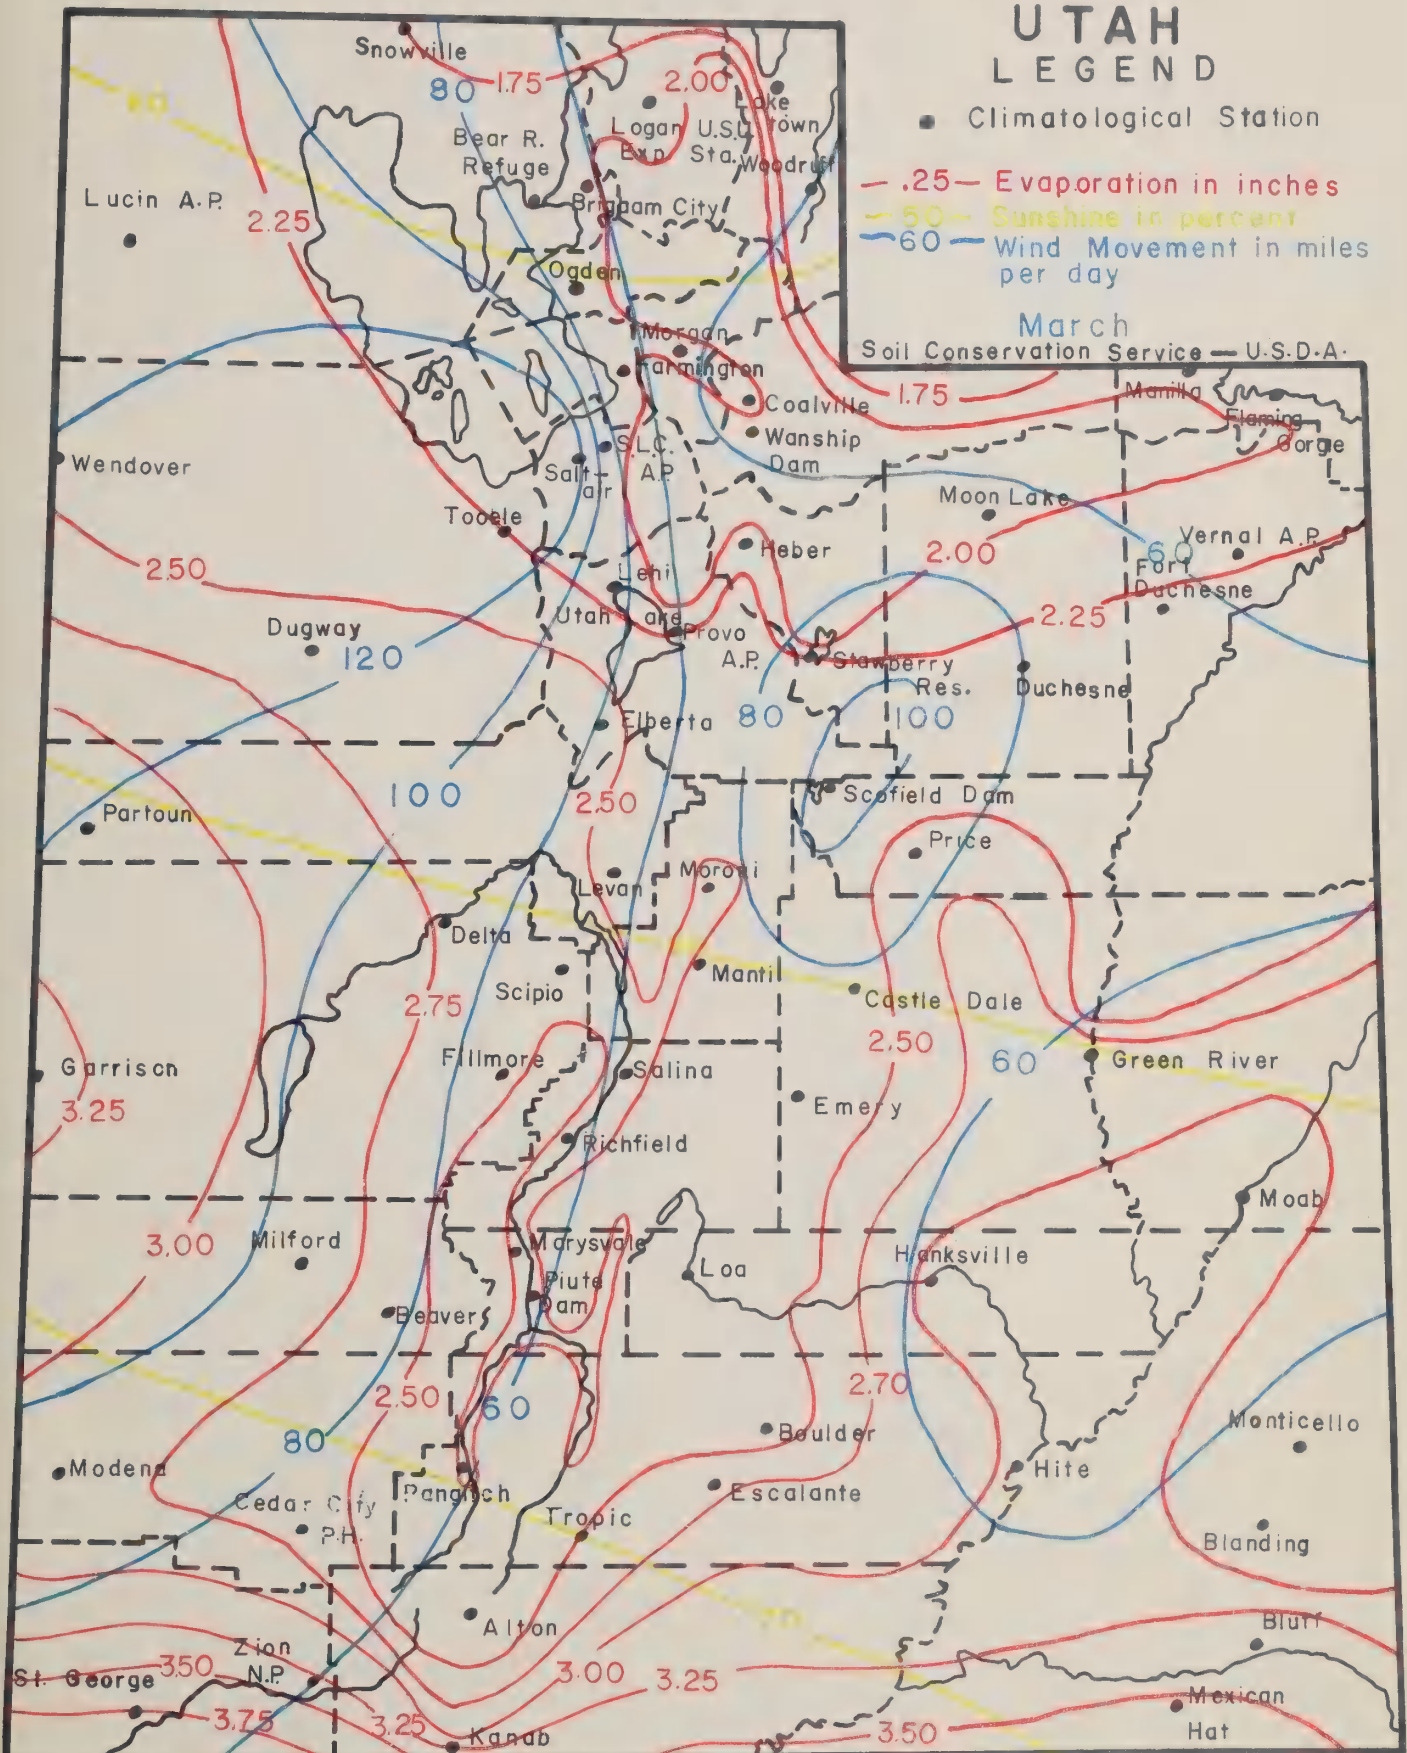 UTAH
LEGEND
Climatological Station
.25 Evaporation in inches
50 Sunshine in percent
60 Wind Movement in miles
per day
March
Soil Conservation Service — U.S.D.A.
Snowville
80
1.75
2.00
Lake
town
Logan U.S.U.
Exp. Sta.
Bear R.
Refuge
Woodruff
Lucin A.P.
2.25
Brigham City
Ogden
Morgan
Farmington
1.75
Manilla
Coalville
Flaming
Gorge
Wanship
Dam
Wendover
S.L.C.
A.P.
Salt-
air
Moon Lake
Tooele
Heber
2.00
60
Vernal A.P.
2.50
Lehi
Fort
Duchesne
2.25
Utah Lake
Provo
A.P.
Dugway
120
Stawberry
Res.
Duchesne
Elberta
80
100
100
2.50
Scofield Dam
Partoun
Price
Levan
Moroni
Delta
Manti
Scipio
Castle Dale
2.75
2.50
60
Green River
Garrison
Fillmore
Salina
3.25
Emery
Richfield
Moab
3.00
Milford
Marysvale
Loa
Hanksville
Piute
Dam
Beaver
2.50
60
2.70
80
Boulder
Monticello
Modena
Panguitch
Hite
Cedar City
P.H.
Escalante
Tropic
Blanding
Alton
70
Bluff
Zion
N.P.
3.50
St. George
3.00
3.25
3.75
3.25
Kanab
3.50
Mexican
Hat